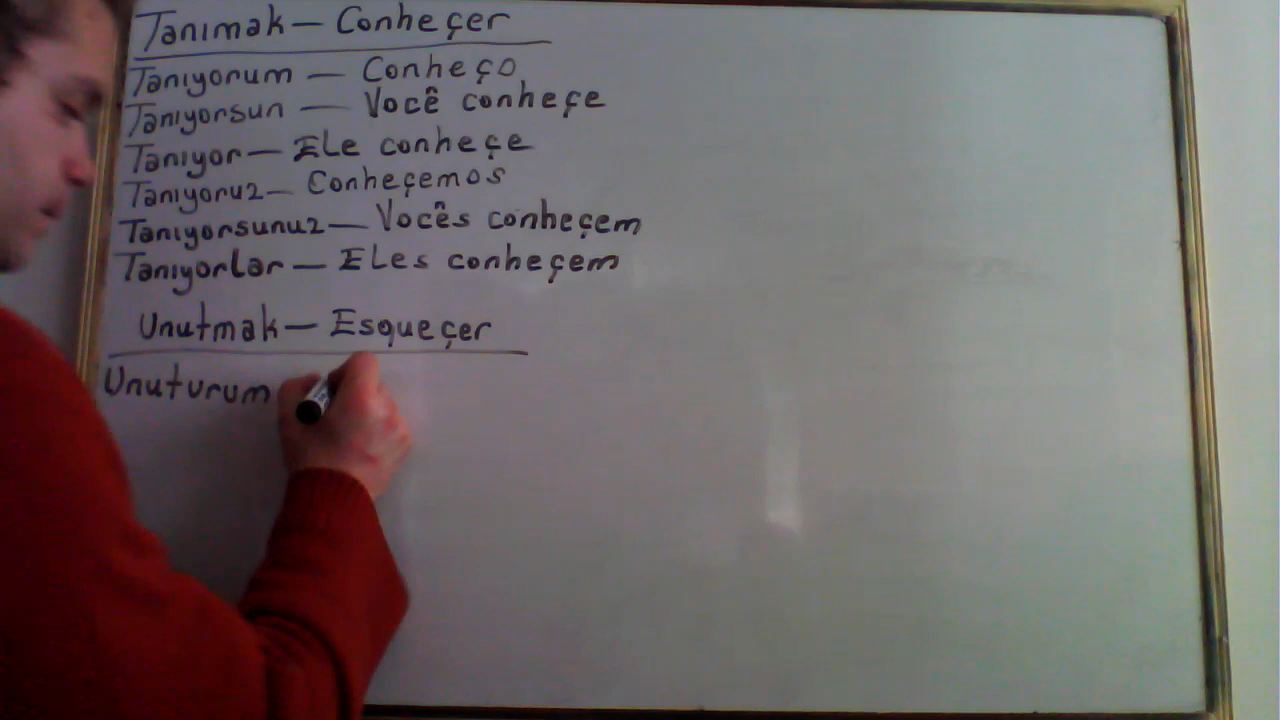 Tanımak — Conheçer
Tanıyorum — Conheço
Tanıyorsun — Você conheçe
Tanıyor — Ele conheçe
Tanıyoruz — Conheçemos
Tanıyorsunuz — Vocês conheçem
Tanıyorlar — Eles conheçem
Unutmak — Esqueçer
Unuturum